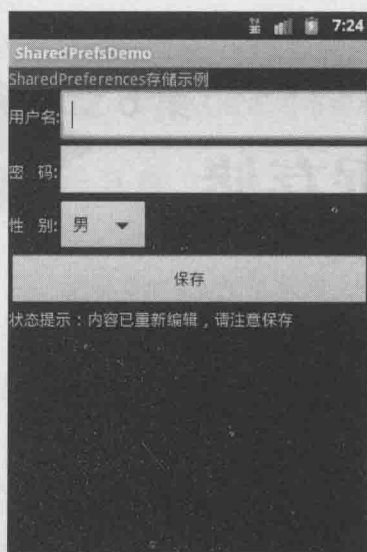 3G 7:24
SharedPrefsDemo
SharedPreferences存储示例
用户名:
密 码:
性 别: 男
保存
状态提示：内容已重新编辑，请注意保存